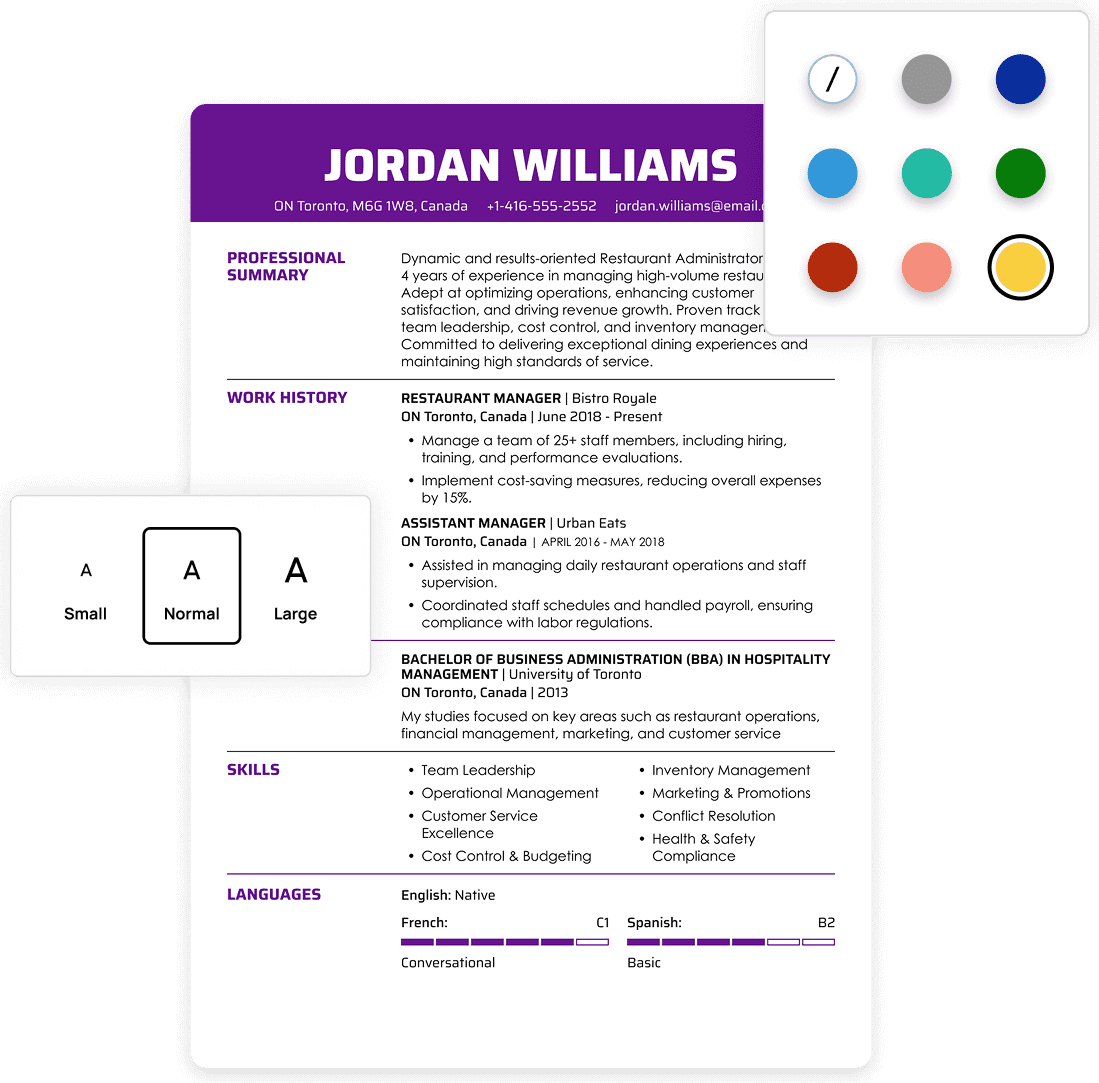 /
JORDAN WILLIAMS
ON Toronto, M6G 1W8, Canada +1-416-555-2552 jordan.williams@email.
PROFESSIONAL
SUMMARY
Dynamic and results-oriented Restaurant Administrator
4 years of experience in managing high-volume restau
Adept at optimizing operations, enhancing customer
satisfaction, and driving revenue growth. Proven track
team leadership, cost control, and inventory managem
Committed to delivering exceptional dining experiences and
maintaining high standards of service.
WORK HISTORY
RESTAURANT MANAGER | Bistro Royale
ON Toronto, Canada | June 2018 - Present
• Manage a team of 25+ staff members, including hiring,
training, and performance evaluations.
• Implement cost-saving measures, reducing overall expenses
by 15%.
ASSISTANT MANAGER | Urban Eats
ON Toronto, Canada | APRIL 2016 - MAY 2018
• Assisted in managing daily restaurant operations and staff
supervision.
• Coordinated staff schedules and handled payroll, ensuring
compliance with labor regulations.
A A A
Small Normal Large
BACHELOR OF BUSINESS ADMINISTRATION (BBA) IN HOSPITALITY
MANAGEMENT | University of Toronto
ON Toronto, Canada | 2013
My studies focused on key areas such as restaurant operations,
financial management, marketing, and customer service
SKILLS
• Team Leadership
• Operational Management
• Customer Service
Excellence
• Cost Control & Budgeting
• Inventory Management
• Marketing & Promotions
• Conflict Resolution
• Health & Safety
Compliance
LANGUAGES
English: Native
French: C1
Conversational
Spanish: B2
Basic